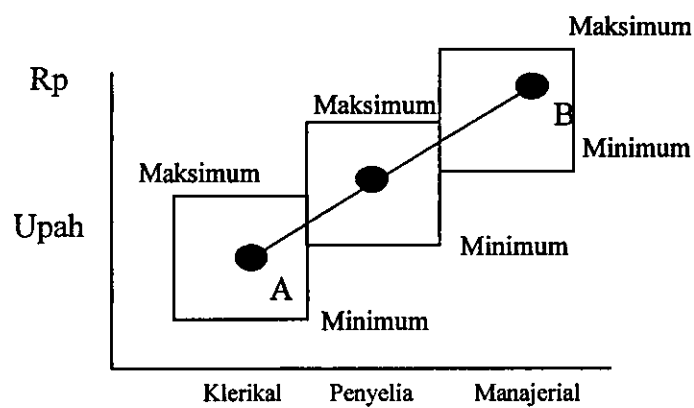 Maksimum
Rp
Maksimum
B
Minimum
Maksimum
Upah
Minimum
A
Minimum
Klerikal Penyelia Manajerial